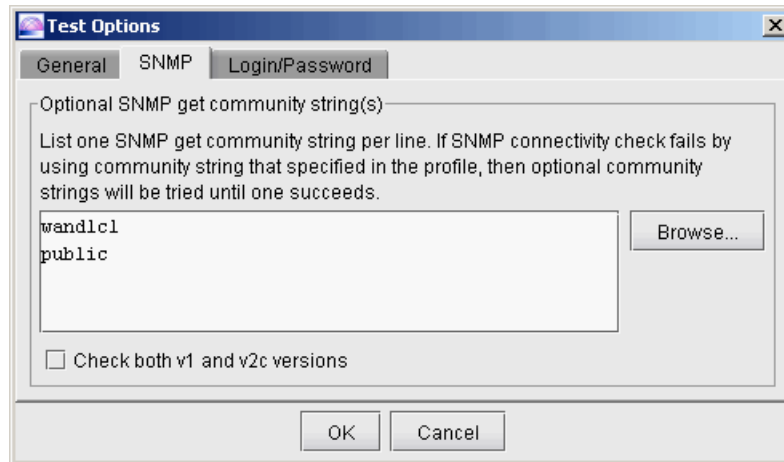 Test Options
General SNMP Login/Password
Optional SNMP get community string(s)
List one SNMP get community string per line. If SNMP connectivity check fails by
using community string that specified in the profile, then optional community
strings will be tried until one succeeds.
wandlcl
public
Browse...
Check both v1 and v2c versions
OK Cancel